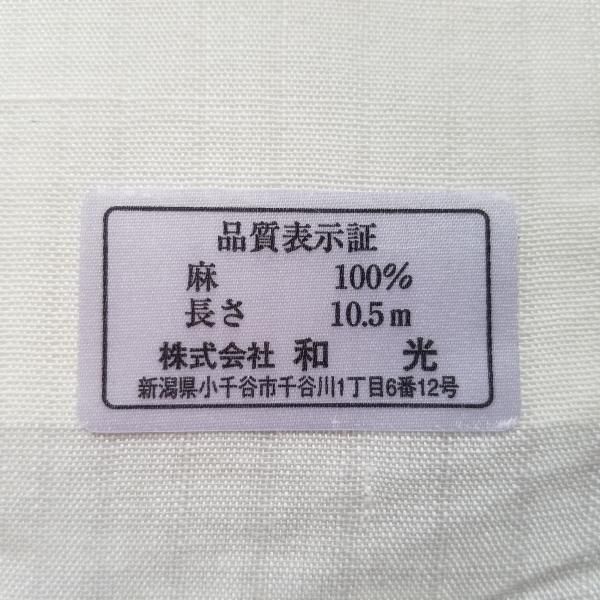 品質表示証
麻 100%
長さ 10.5m
株式会社 和 光
新潟県小千谷市千谷川1丁目6番12号